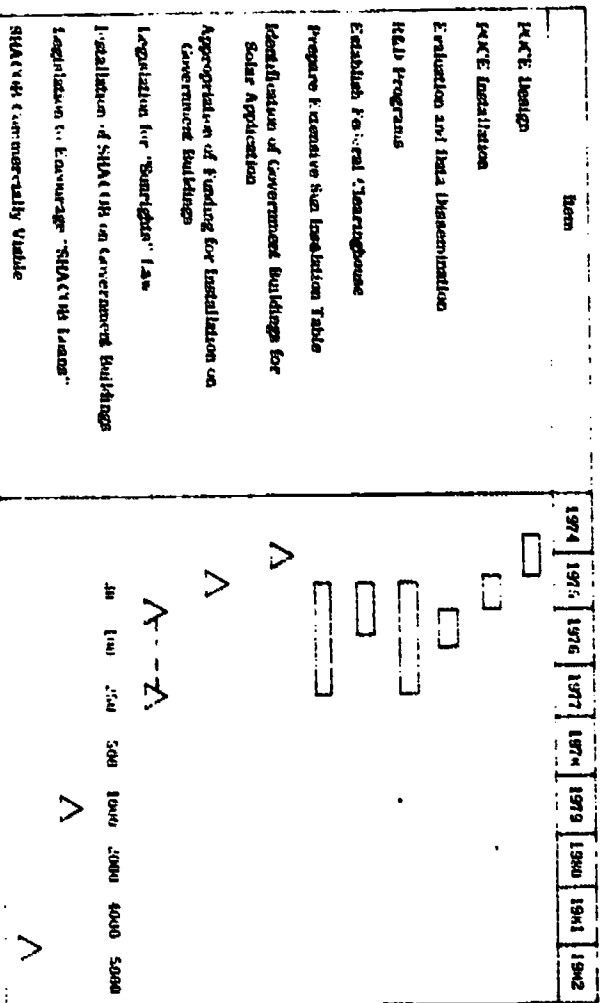 Item
1974 1975 1976 1977 1978 1979 1980 1981 1982
POCE Design
POCE Installation
Evaluation and Data Dissemination
R&D Programs
Establish Federal Clearinghouse
Prepare Extensive Sun Insolation Table
Identification of Government Buildings for
Solar Application
Appropriation of Funding for Installation on
Government Buildings
Legislation for "Sunrights" Law
Installation of SHACOB on Government Buildings
100 250 500 1000 2000 4000 5000
Legislation to Encourage "SHACOB Loans"
SHACOB Commercially Viable